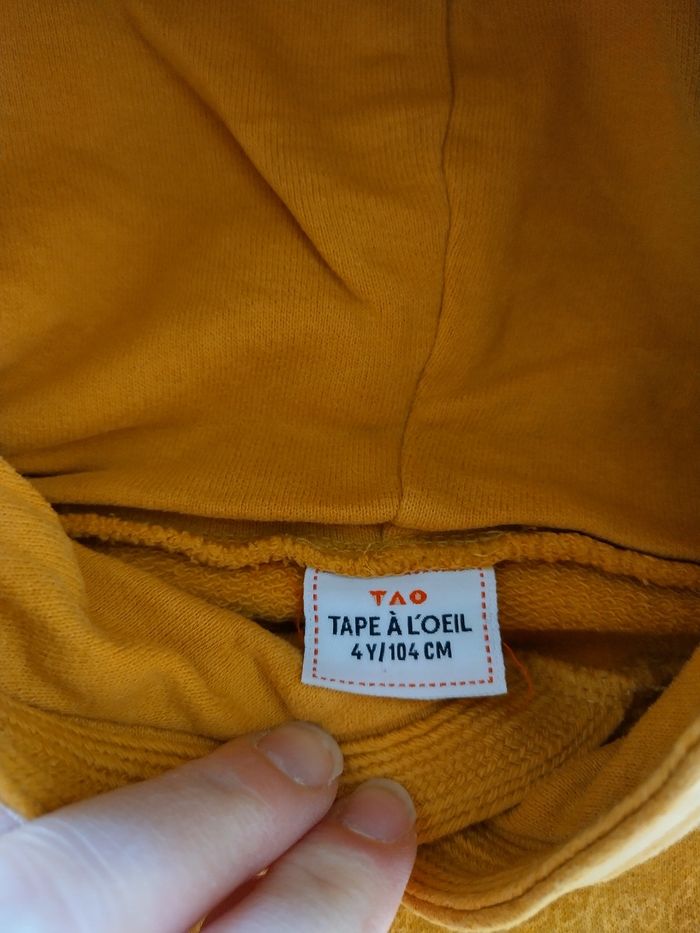 TAO
TAPE À L'OEIL
4 Y/104 CM